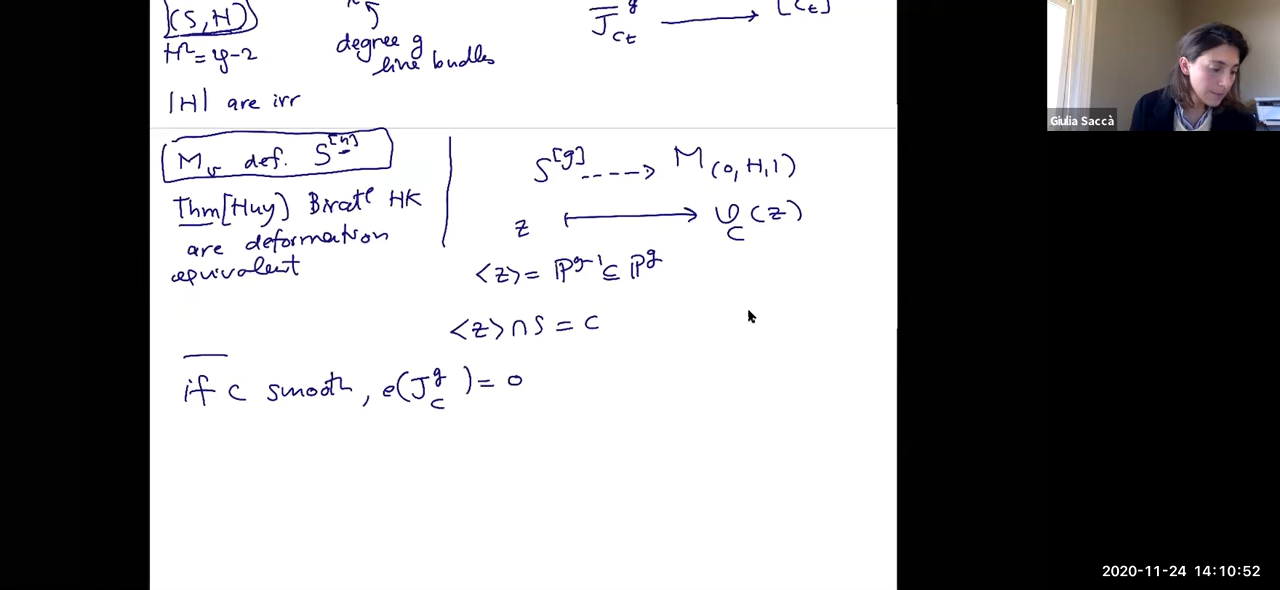 (S, H)
H² = 2g-2
|H| are irr
degree g
line bundles
J̅^g_{C_t} ⟶ [C_t]
M_v def. S^[n]
Thm [Huy] Birat'l HK
are deformation
equivalent
S^[g] ----> M_(0,H,1)
Z ⟼ O_C(Z)
<Z> = P^{g-1} ⊆ P^g
<Z> ∩ S = C
if C smooth, e(J^g_C) = 0
Giulia Saccà
2020-11-24 14:10:52